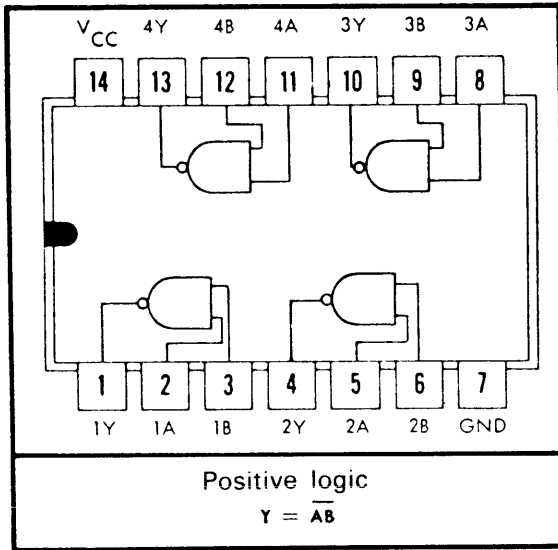 VCC 4Y 4B 4A 3Y 3B 3A
14 13 12 11 10 9 8
1 2 3 4 5 6 7
1Y 1A 1B 2Y 2A 2B GND
Positive logic
Y = A̅B̅